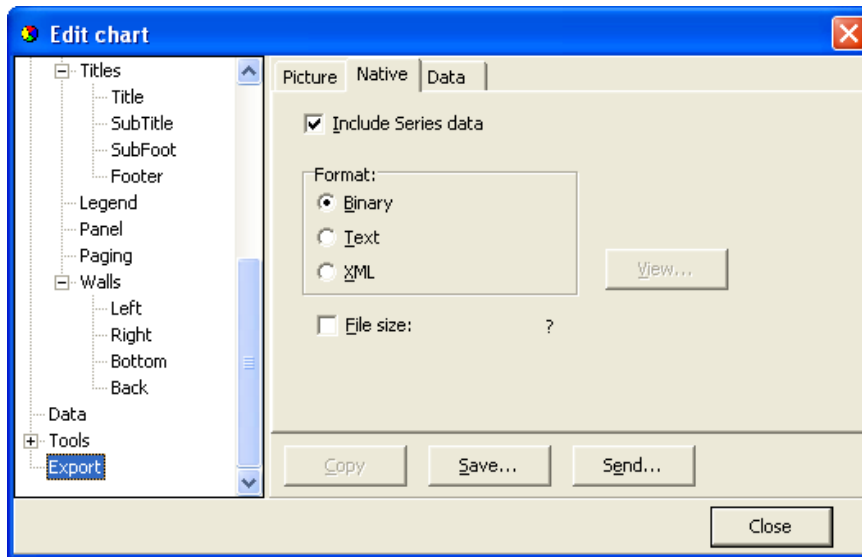 Edit chart
Titles
Title
SubTitle
SubFoot
Footer
Legend
Panel
Paging
Walls
Left
Right
Bottom
Back
Data
Tools
Export
Picture Native Data
Include Series data
Format:
Binary
Text
XML
View...
File size: ?
Copy Save... Send...
Close